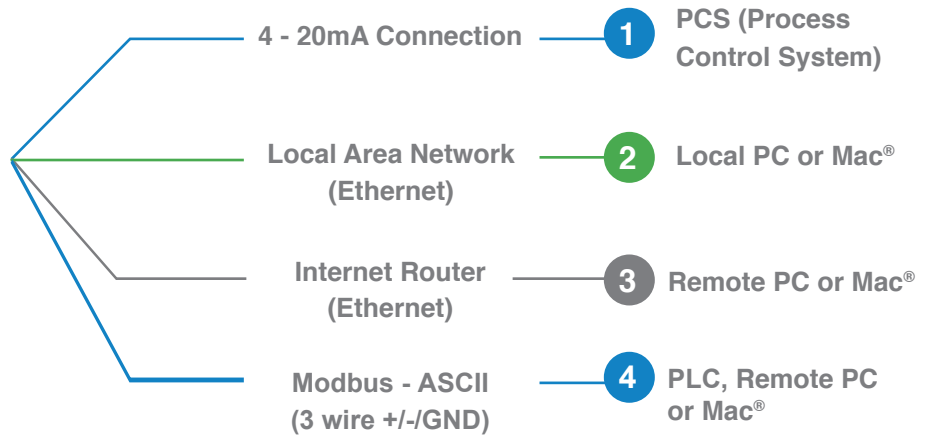 4 - 20mA Connection
1
PCS (Process
Control System)
Local Area Network
(Ethernet)
2
Local PC or Mac®
Internet Router
(Ethernet)
3
Remote PC or Mac®
Modbus - ASCII
(3 wire +/-/GND)
4
PLC, Remote PC
or Mac®